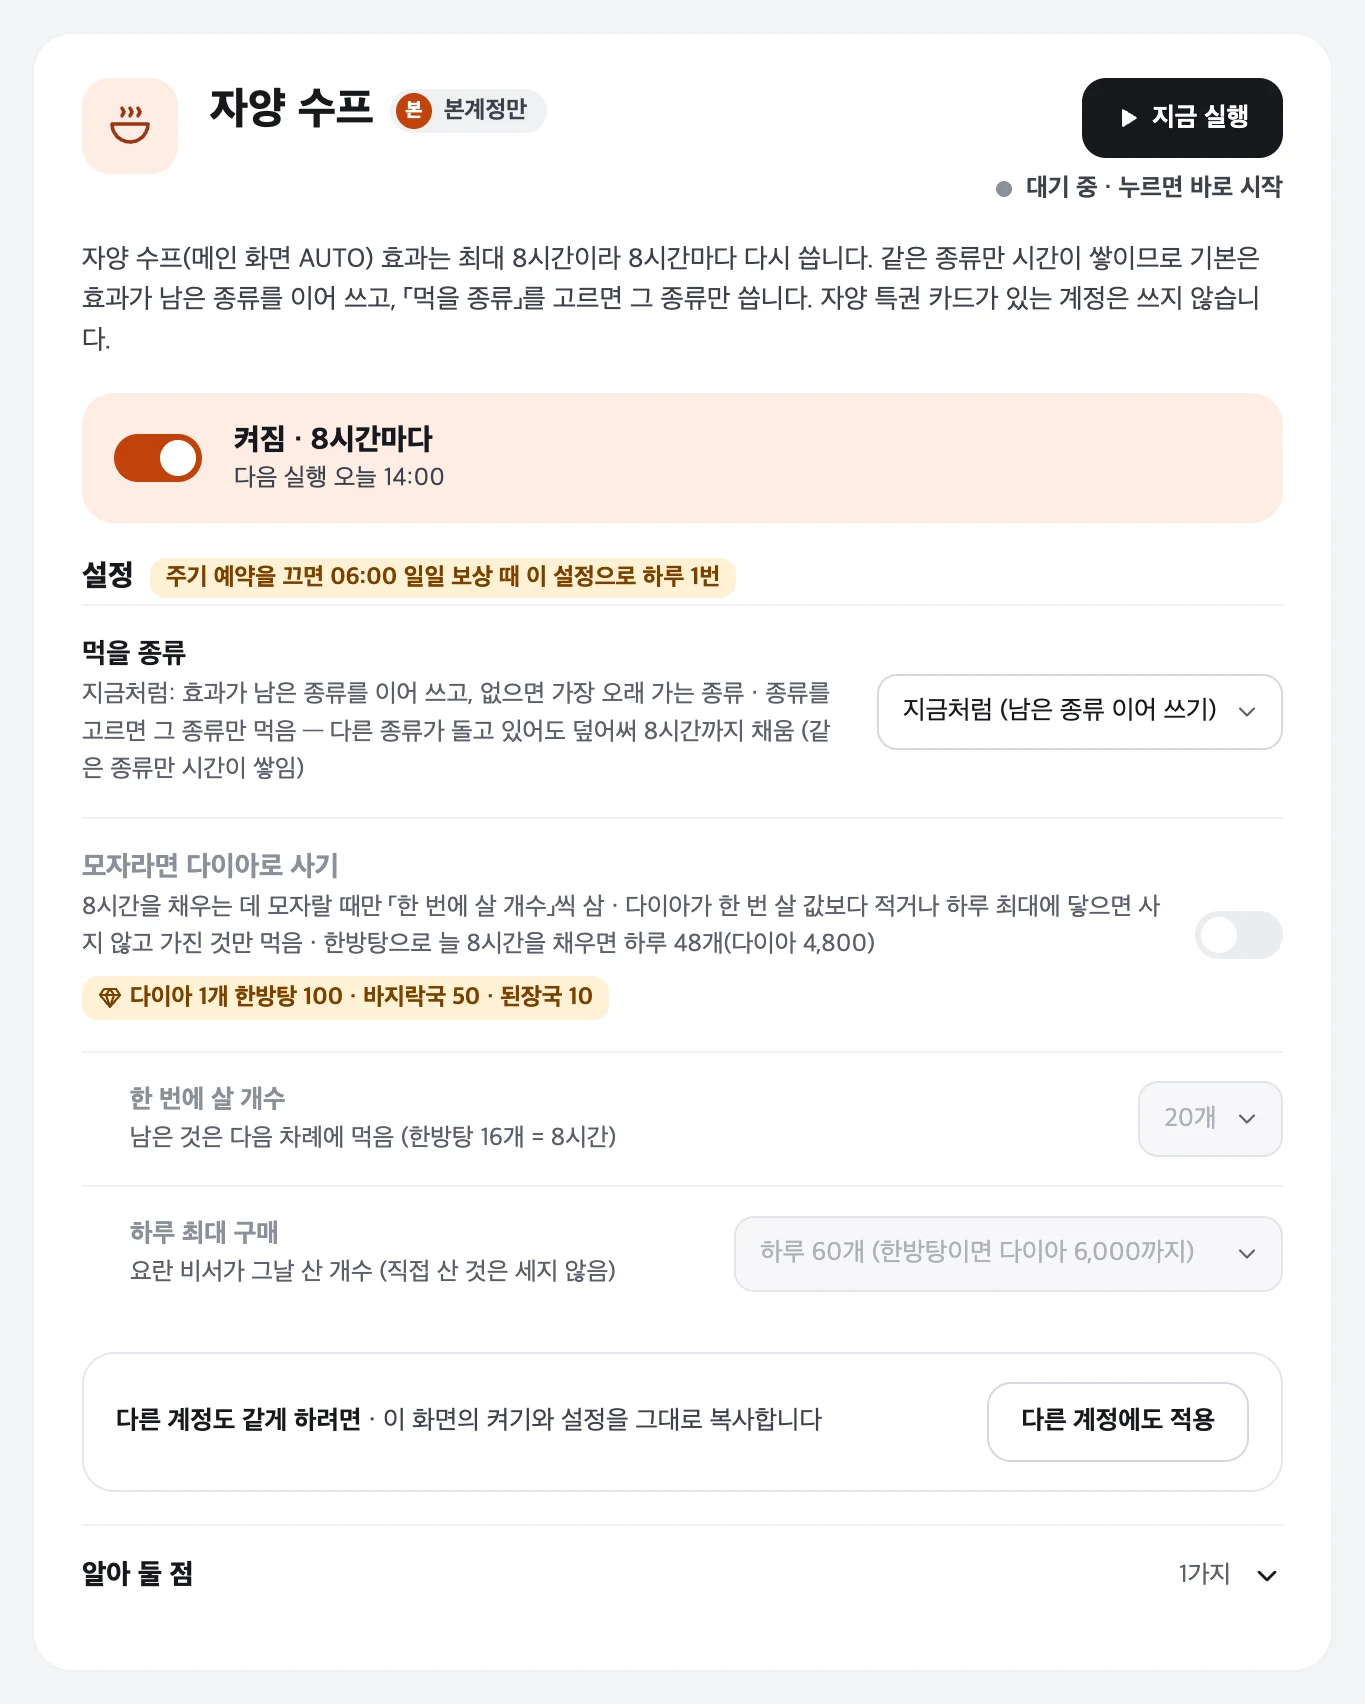 자양 수프
본 본계정만
▶ 지금 실행
대기 중 · 누르면 바로 시작
자양 수프(메인 화면 AUTO) 효과는 최대 8시간이라 8시간마다 다시 씁니다. 같은 종류만 시간이 쌓이므로 기본은
효과가 남은 종류를 이어 쓰고, 「먹을 종류」를 고르면 그 종류만 씁니다. 자양 특권 카드가 있는 계정은 쓰지 않습니
다.
켜짐 · 8시간마다
다음 실행 오늘 14:00
설정
주기 예약을 끄면 06:00 일일 보상 때 이 설정으로 하루 1번
먹을 종류
지금처럼: 효과가 남은 종류를 이어 쓰고, 없으면 가장 오래 가는 종류 · 종류를
고르면 그 종류만 먹음 — 다른 종류가 돌고 있어도 덮어써 8시간까지 채움 (같
은 종류만 시간이 쌓임)
지금처럼 (남은 종류 이어 쓰기)
모자라면 다이아로 사기
8시간을 채우는 데 모자랄 때만 「한 번에 살 개수」씩 삼 · 다이아가 한 번 살 값보다 적거나 하루 최대에 닿으면 사
지 않고 가진 것만 먹음 · 한방탕으로 늘 8시간을 채우면 하루 48개(다이아 4,800)
다이아 1개 한방탕 100 · 바지락국 50 · 된장국 10
한 번에 살 개수
남은 것은 다음 차례에 먹음 (한방탕 16개 = 8시간)
20개
하루 최대 구매
요란 비서가 그날 산 개수 (직접 산 것은 세지 않음)
하루 60개 (한방탕이면 다이아 6,000까지)
다른 계정도 같게 하려면 · 이 화면의 켜기와 설정을 그대로 복사합니다
다른 계정에도 적용
알아 둘 점
1가지